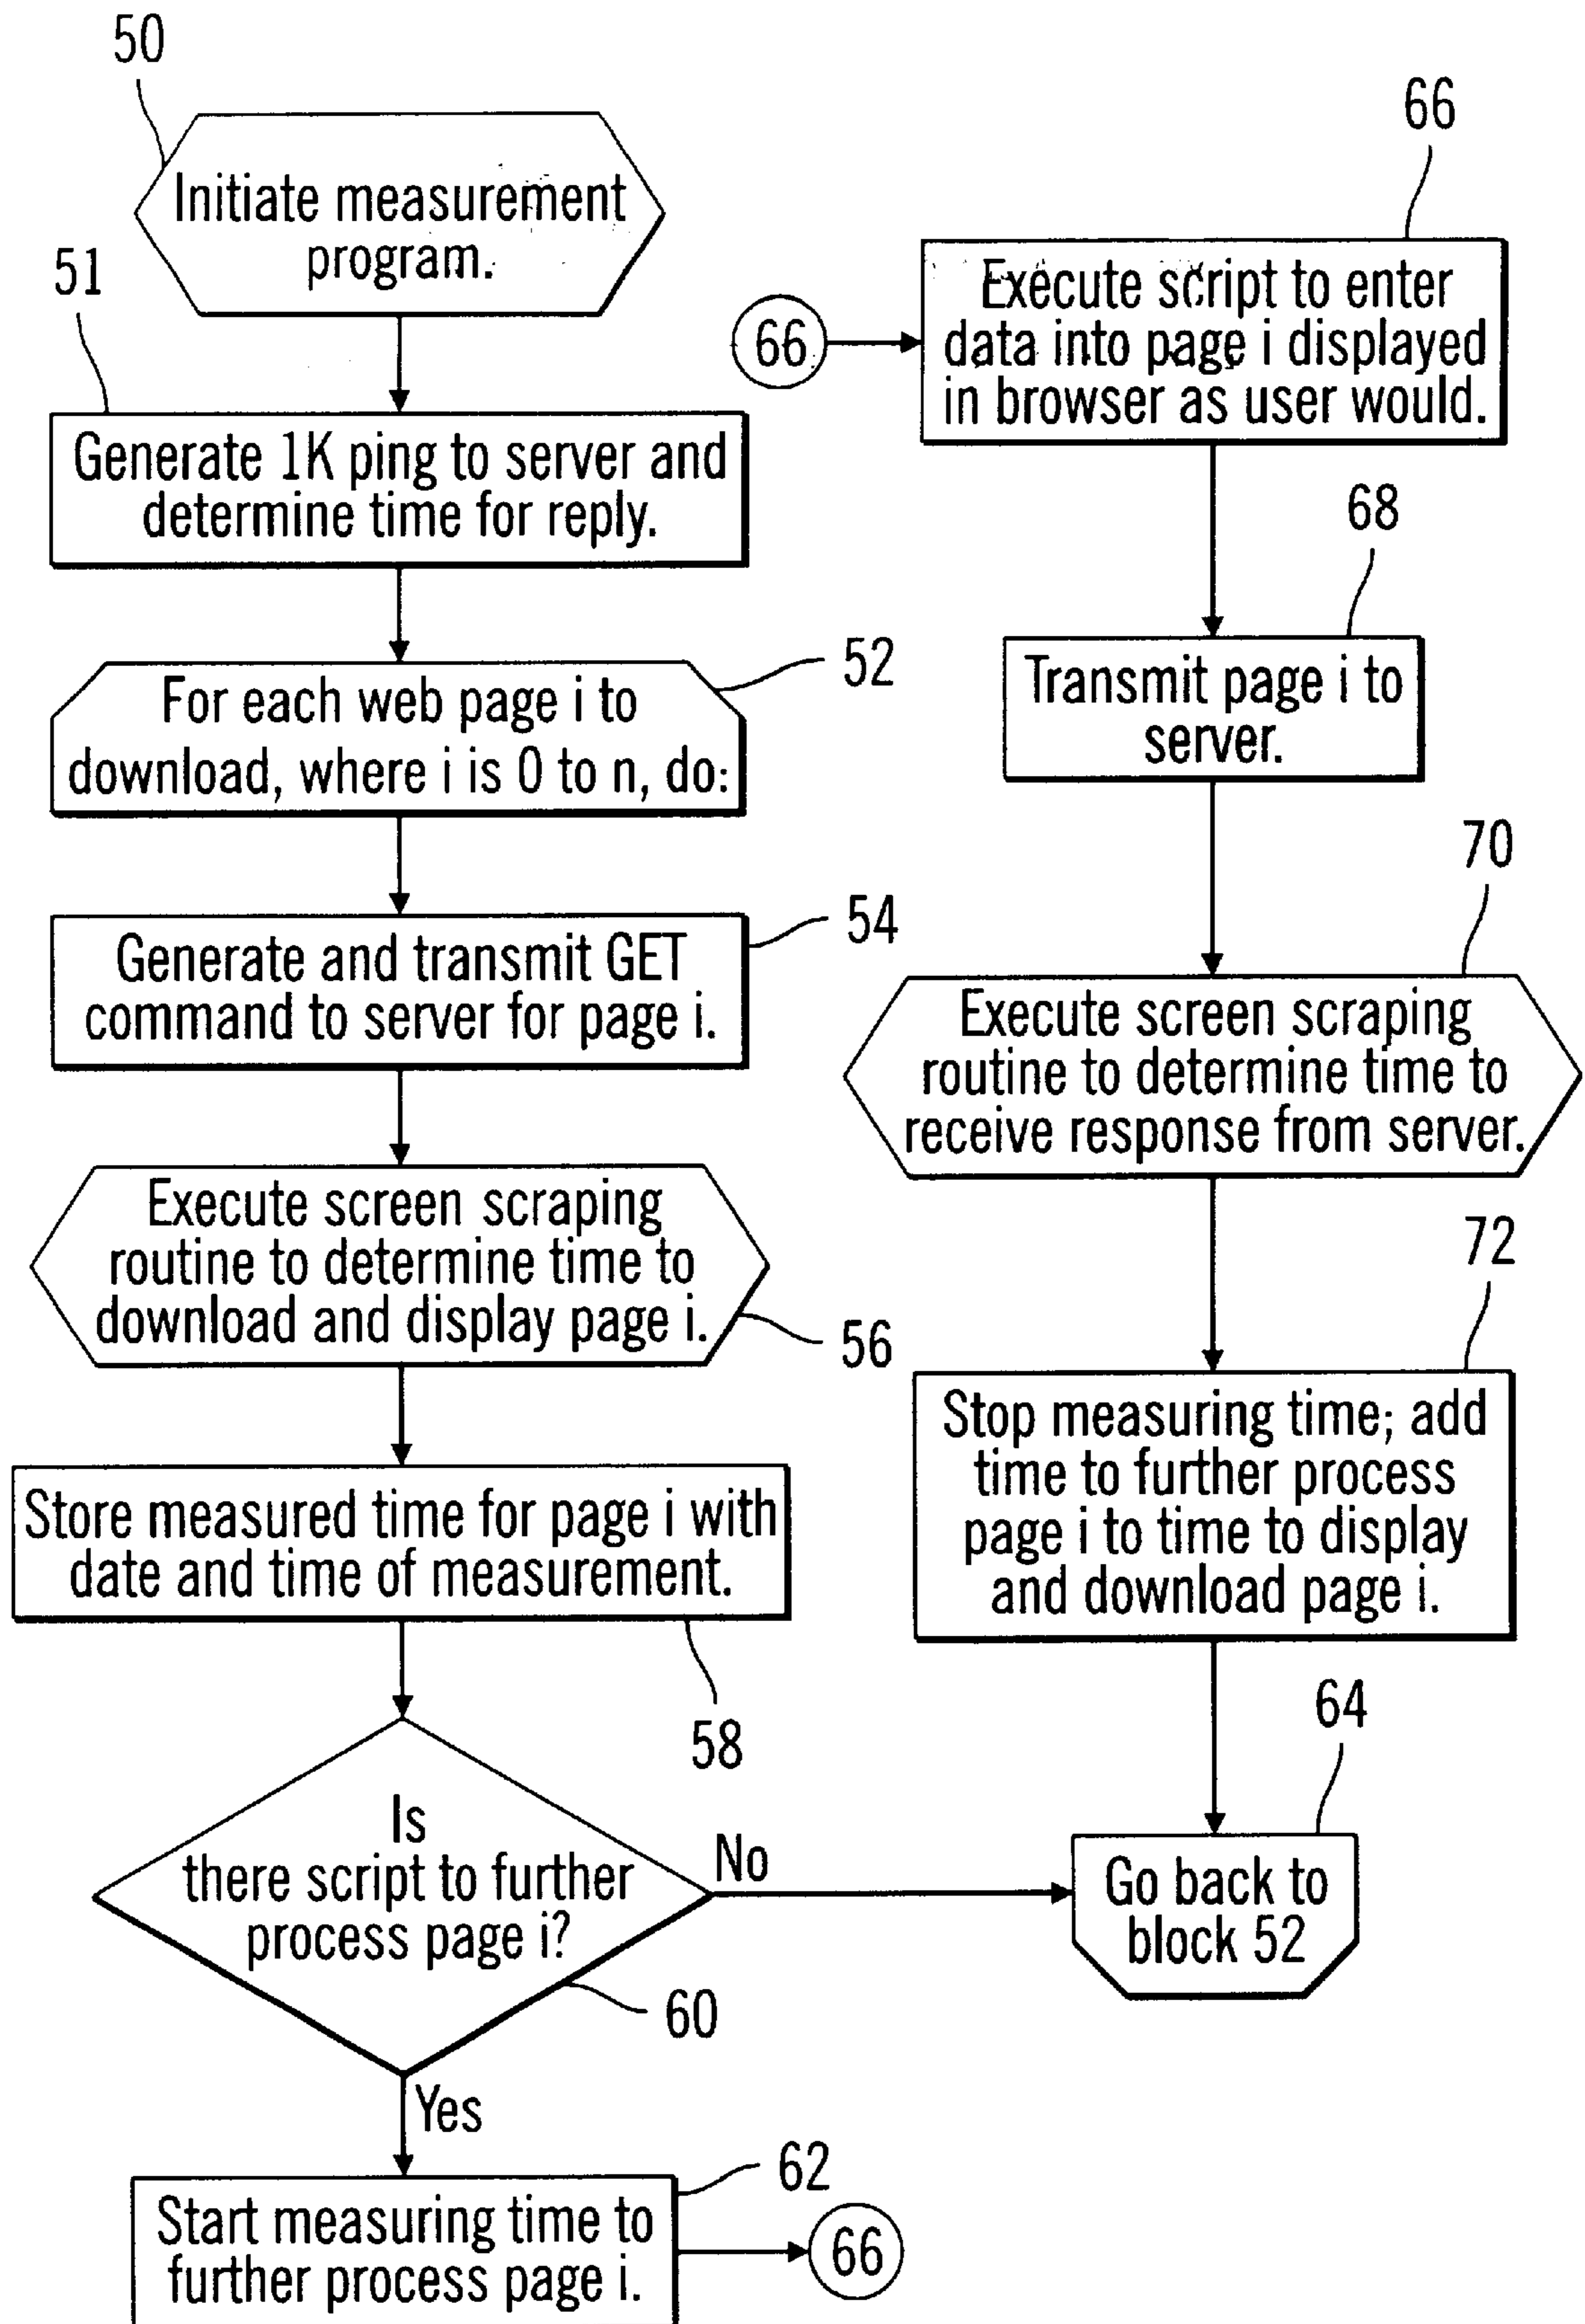 50
Initiate measurement
program.
51
Generate 1K ping to server and
determine time for reply.
52
For each web page i to
download, where i is 0 to n, do:
54
Generate and transmit GET
command to server for page i.
Execute screen scraping
routine to determine time to
download and display page i.
56
Store measured time for page i with
date and time of measurement.
58
Is
there script to further
process page i?
No
60
Yes
62
Start measuring time to
further process page i.
66
66
66
Execute script to enter
data into page i displayed
in browser as user would.
68
Transmit page i to
server.
70
Execute screen scraping
routine to determine time to
receive response from server.
72
Stop measuring time; add
time to further process
page i to time to display
and download page i.
64
Go back to
block 52